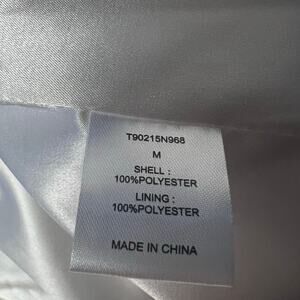 T90215N968
M
SHELL :
100%POLYESTER
LINING :
100%POLYESTER
MADE IN CHINA